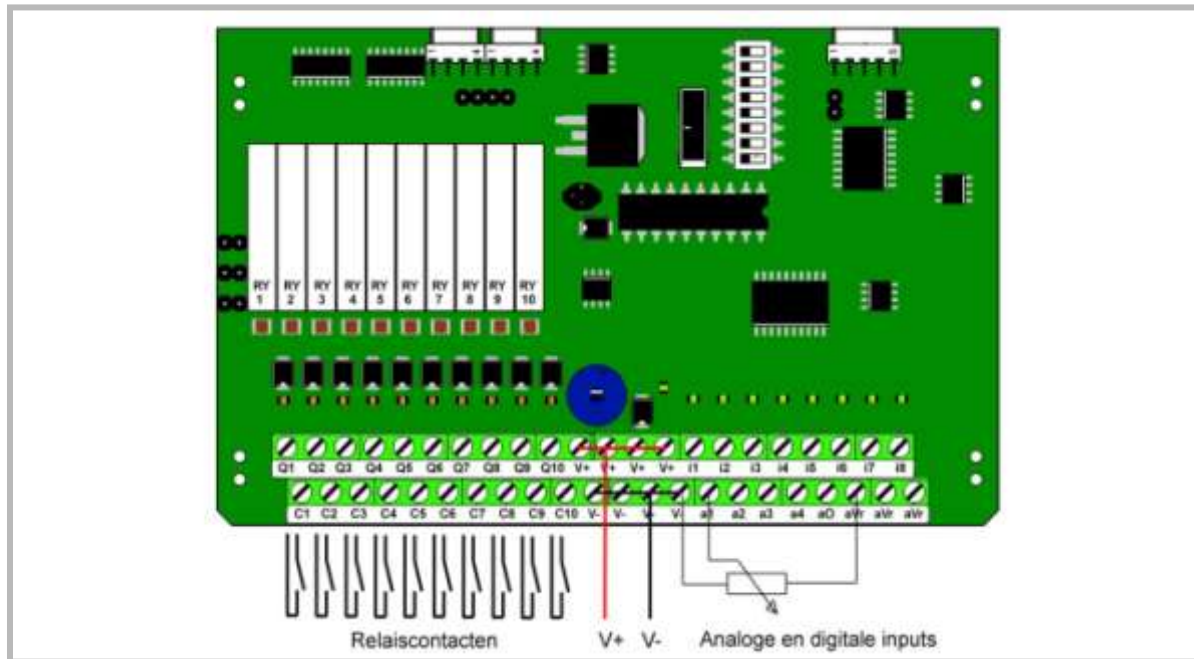 RY RY RY RY RY RY RY RY RY RY
1 2 3 4 5 6 7 8 9 10
Q1 Q2 Q3 Q4 Q5 Q6 Q7 Q8 Q9 Q10 V+ V+ V+ V+ i1 i2 i3 i4 i5 i6 i7 i8
C1 C2 C3 C4 C5 C6 C7 C8 C9 C10 V- V- V- V- a1 a2 a3 a4 aO aVr aVr aVr
Relaiscontacten V+ V- Analoge en digitale inputs